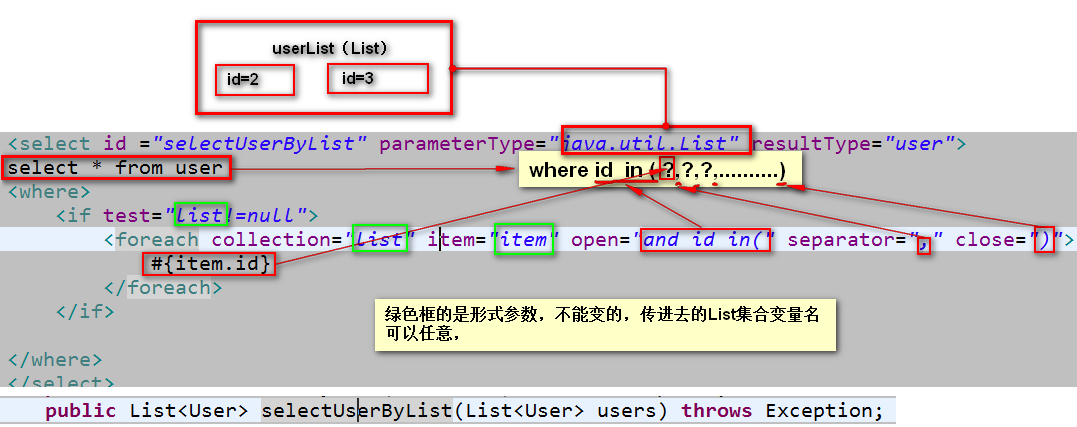 userList（List）
id=2 id=3
<select id ="selectUserByList" parameterType="java.util.List" resultType="user">
select * from user
where id in ( ?,?,?,...........)
<where>
<if test="list!=null">
<foreach collection="list" item="item" open="and id in(" separator="," close=")">
#{item.id}
</foreach>
</if>
绿色框的是形式参数，不能变的，传进去的List集合变量名
可以任意，
</where>
</select>
public List<User> selectUserByList(List<User> users) throws Exception;